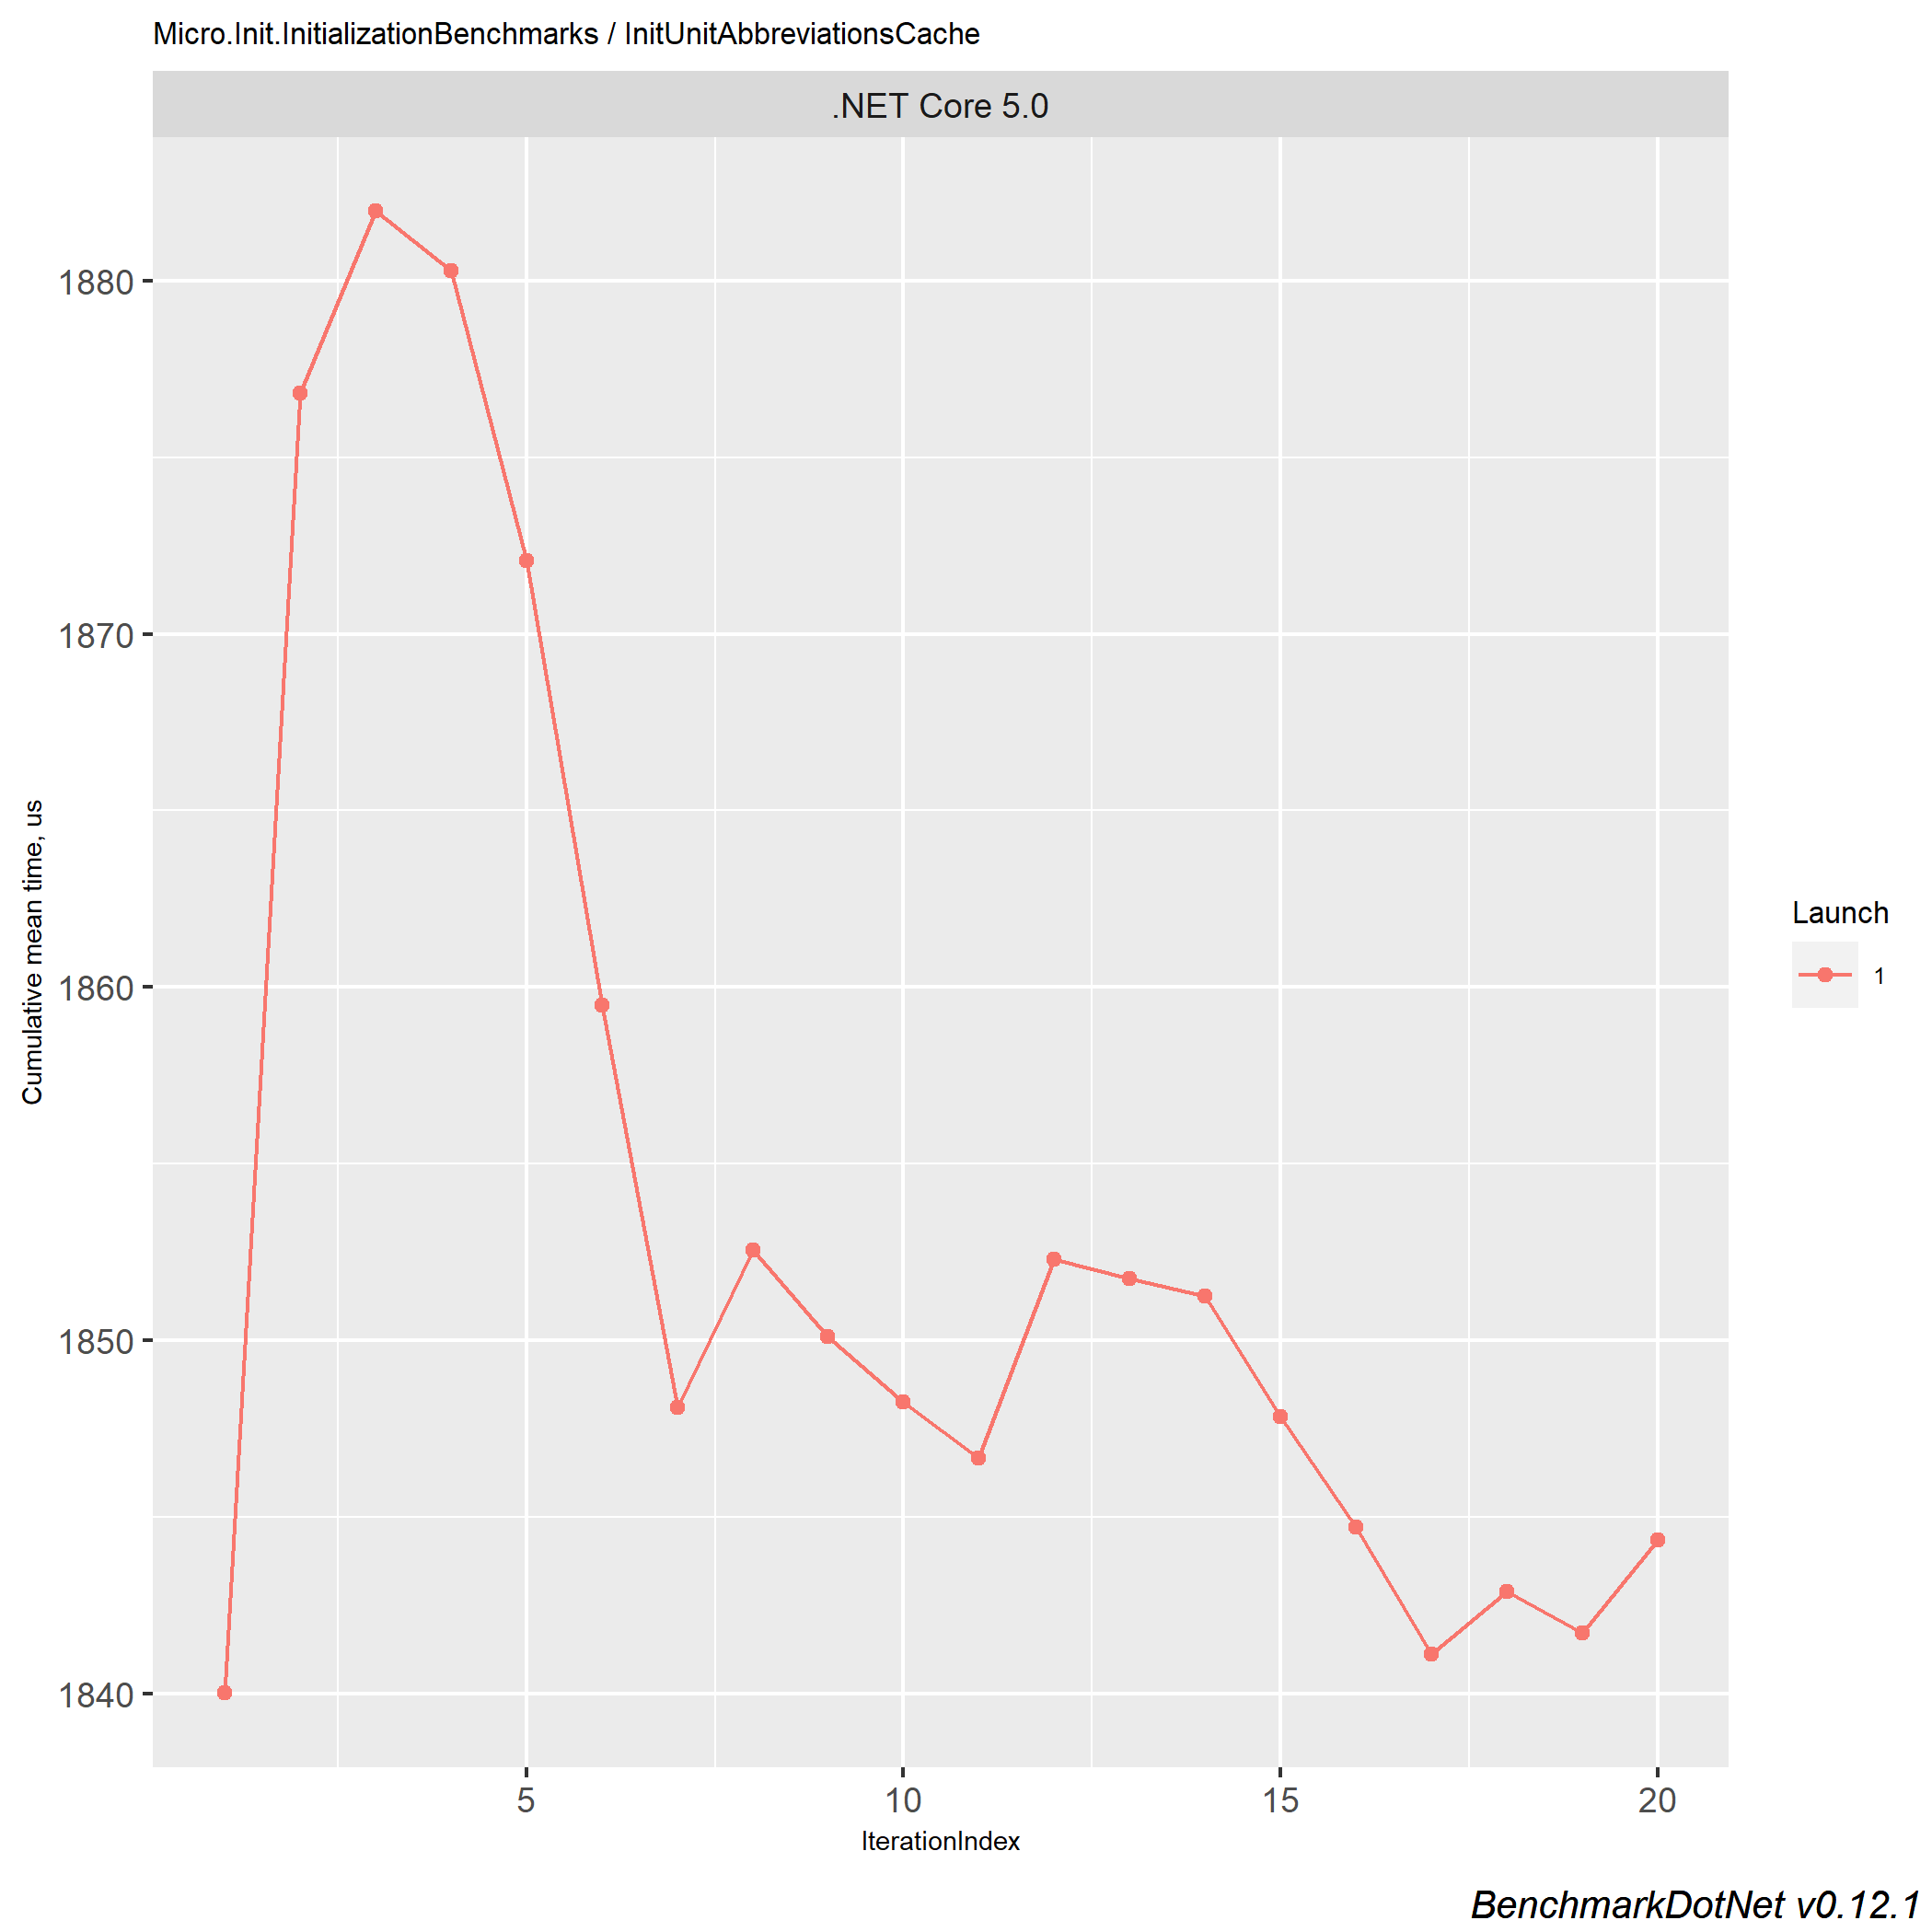 Micro.Init.InitializationBenchmarks / InitUnitAbbreviationsCache
.NET Core 5.0
1880
1870
1860
1850
1840
Cumulative mean time, us
5 10 15 20
IterationIndex
Launch
1
BenchmarkDotNet v0.12.1